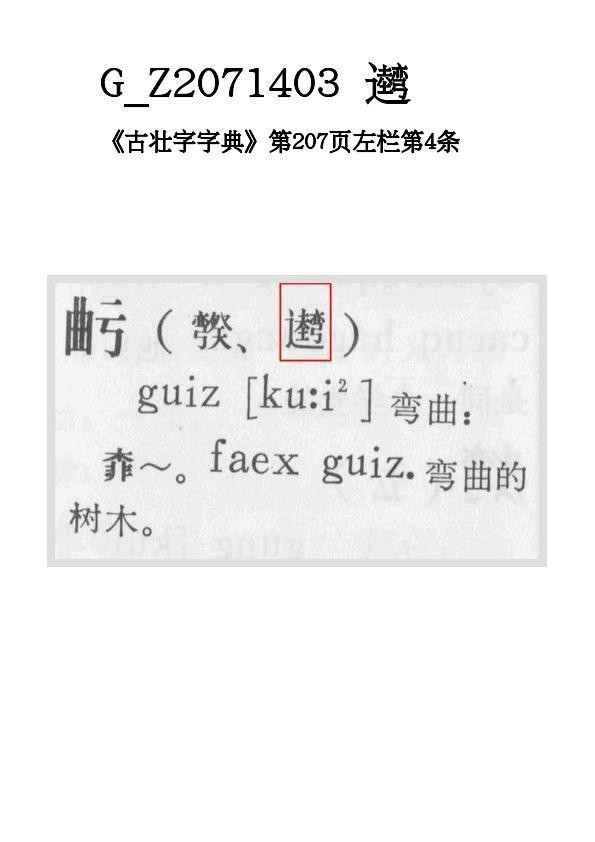 G_Z2071403
《古壮字字典》第207页左栏第4条
（ 、 ）
guiz [ku:i²] 弯曲：
～。faex guiz. 弯曲的
树木。